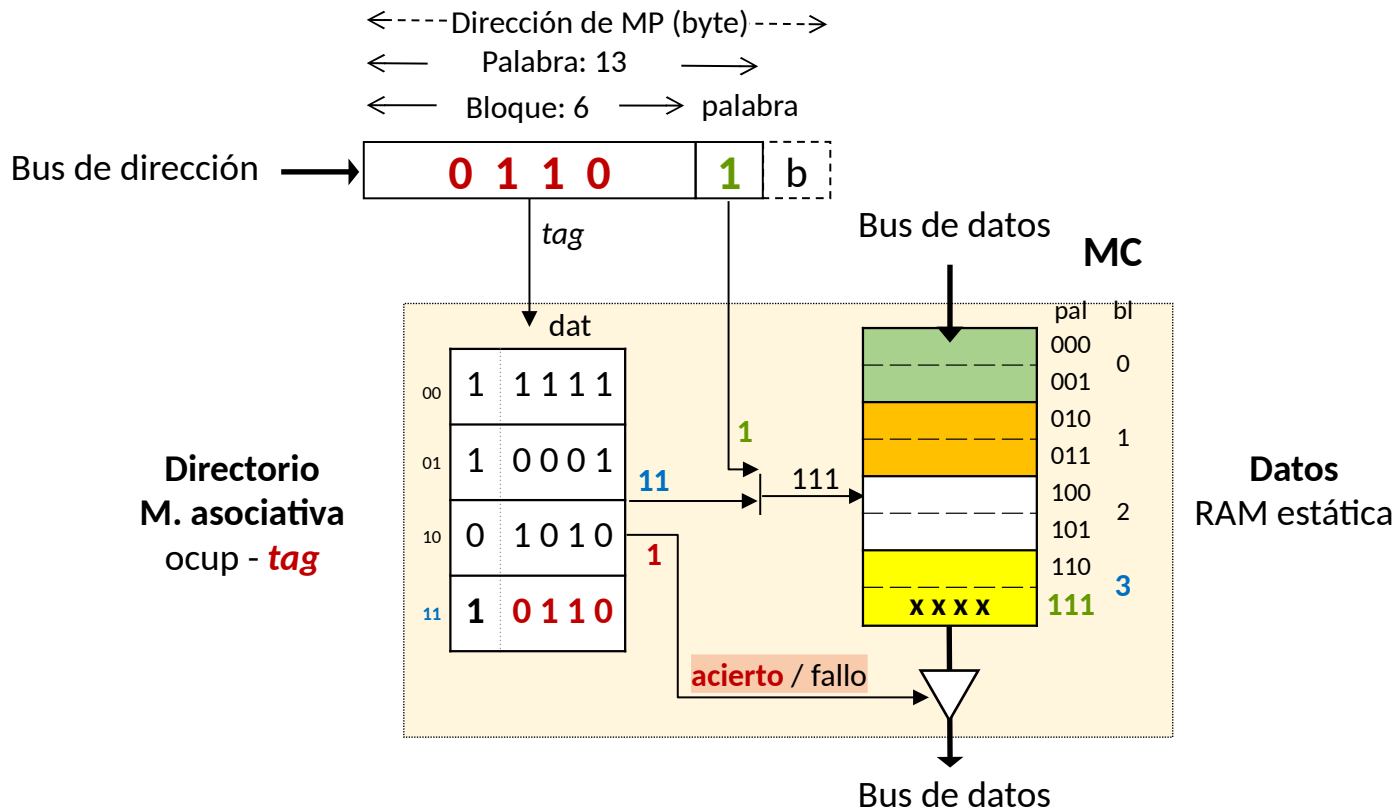 Dirección de MP (byte)
Palabra: 13
Bloque: 6 palabra
Bus de dirección
0 1 1 0 1 b
tag
Bus de datos
MC
pal bl
dat
000
0
001
00 1 1 1 1 1
010
1
011
1
01 1 0 0 0 1
11
111
100
2
101
10 0 1 0 1 0
1
110
3
x x x x 111
11 1 0 1 1 0
Directorio
M. asociativa
ocup - tag
Datos
RAM estática
acierto / fallo
Bus de datos